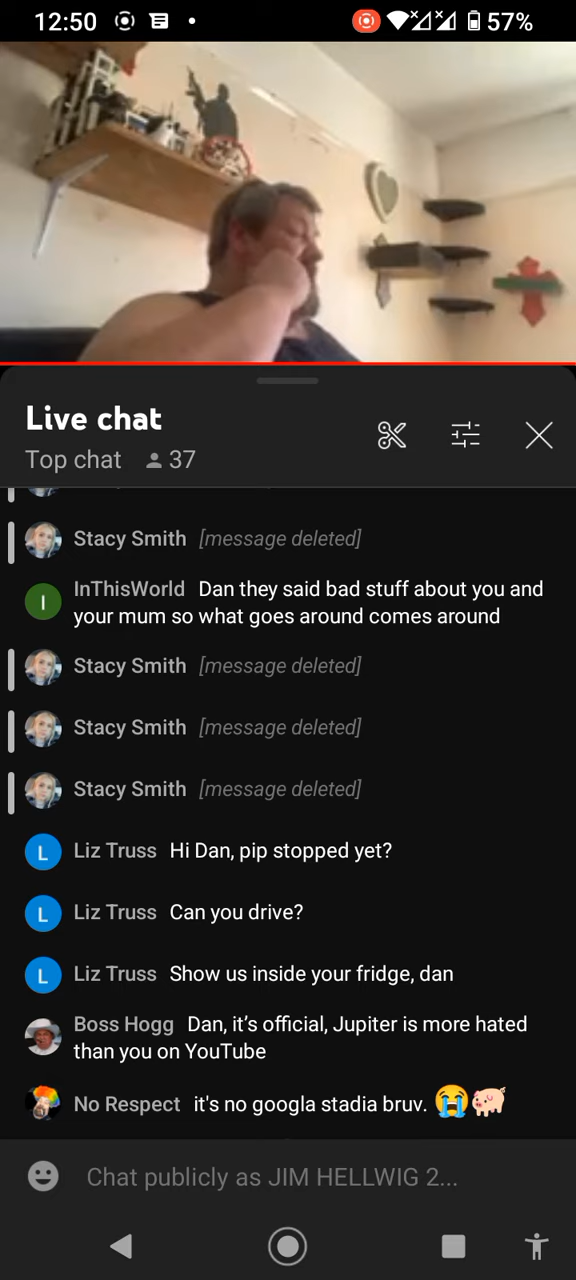 12:50
57%
Live chat
Top chat 37
Stacy Smith [message deleted]
InThisWorld Dan they said bad stuff about you and
your mum so what goes around comes around
Stacy Smith [message deleted]
Stacy Smith [message deleted]
Stacy Smith [message deleted]
L Liz Truss Hi Dan, pip stopped yet?
L Liz Truss Can you drive?
L Liz Truss Show us inside your fridge, dan
Boss Hogg Dan, it’s official, Jupiter is more hated
than you on YouTube
No Respect it's no googla stadia bruv. 😭🐖
Chat publicly as JIM HELLWIG 2...